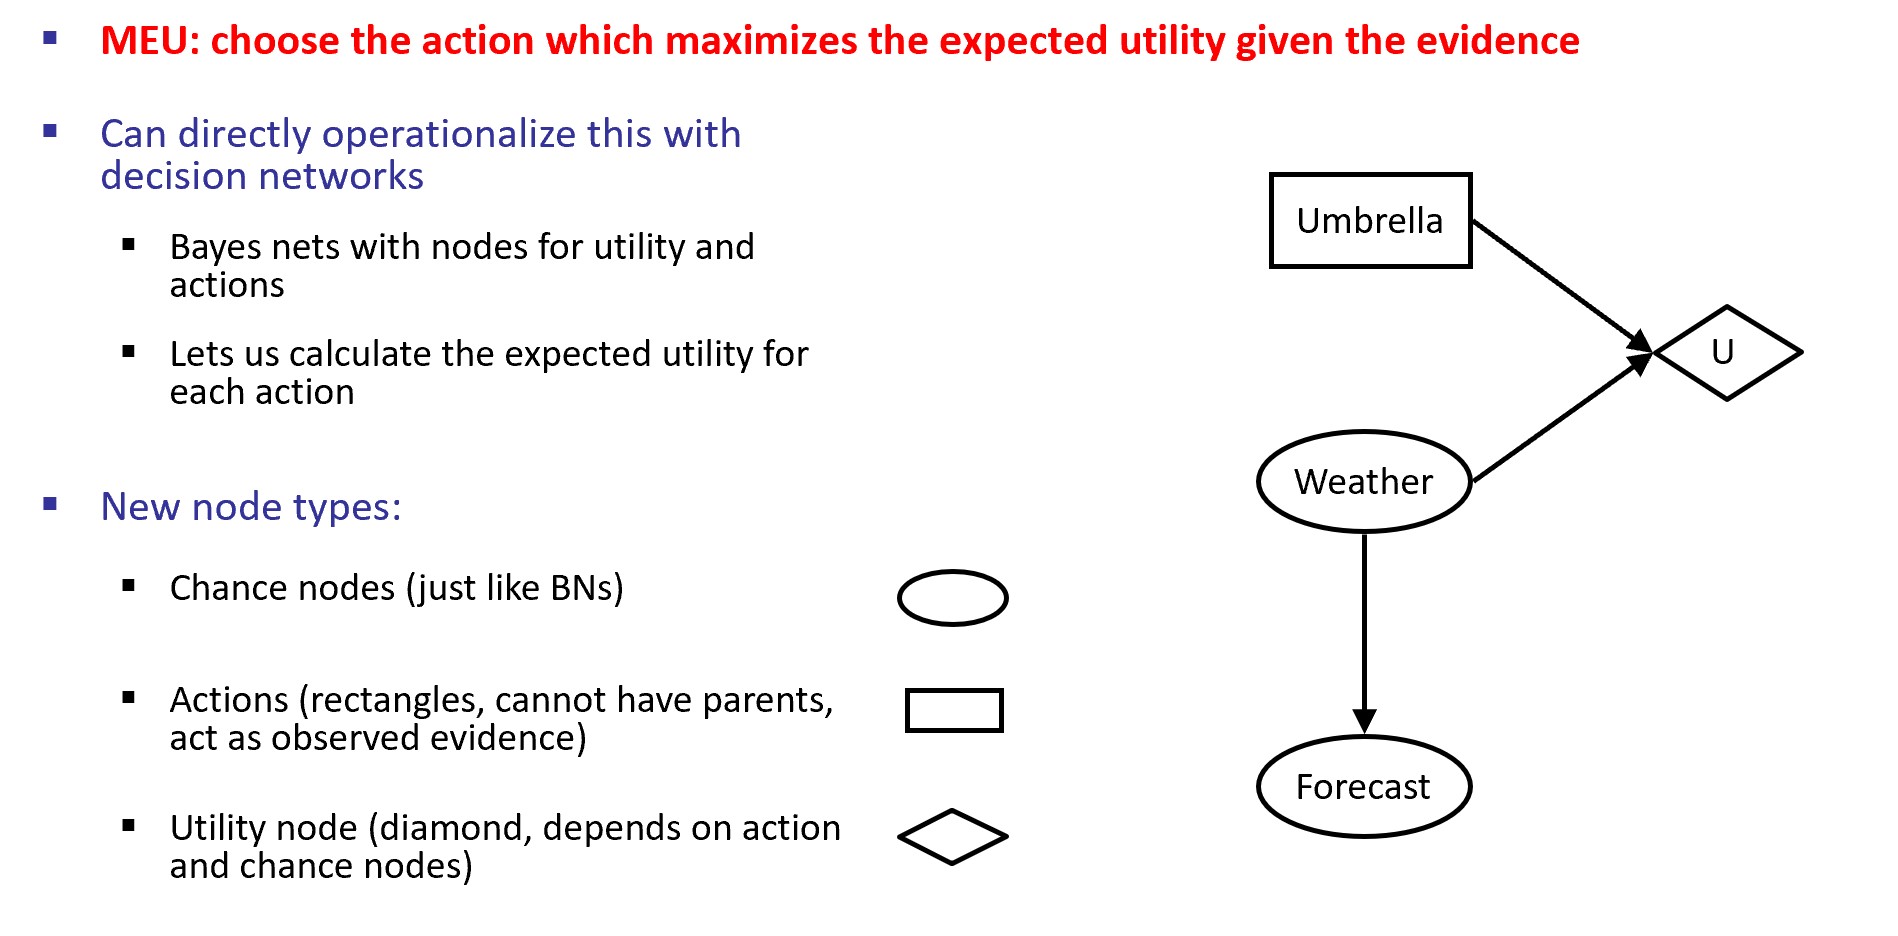 MEU: choose the action which maximizes the expected utility given the evidence
Can directly operationalize this with
decision networks
Bayes nets with nodes for utility and
actions
Lets us calculate the expected utility for
each action
New node types:
Chance nodes (just like BNs)
Actions (rectangles, cannot have parents,
act as observed evidence)
Utility node (diamond, depends on action
and chance nodes)
Umbrella
U
Weather
Forecast